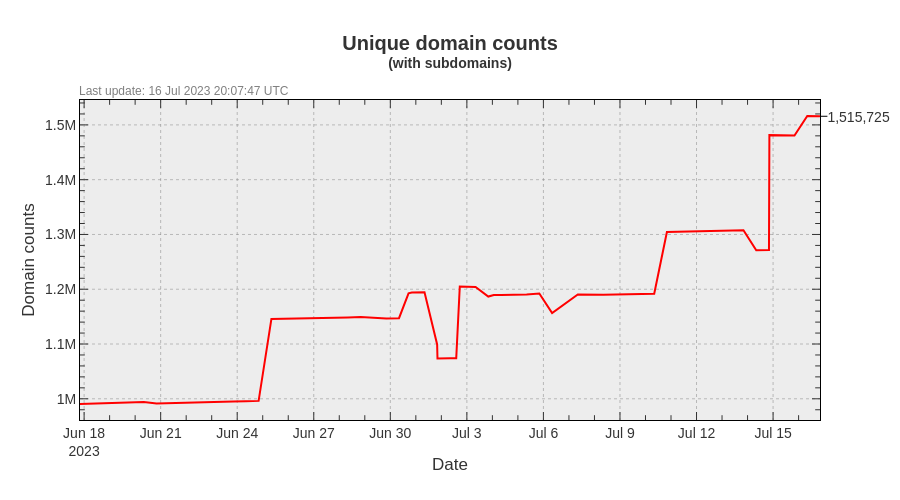 Unique domain counts
(with subdomains)
Last update: 16 Jul 2023 20:07:47 UTC
1.5M
1,515,725
1.4M
1.3M
1.2M
1.1M
1M
Domain counts
Jun 18 Jun 21 Jun 24 Jun 27 Jun 30 Jul 3 Jul 6 Jul 9 Jul 12 Jul 15
2023
Date